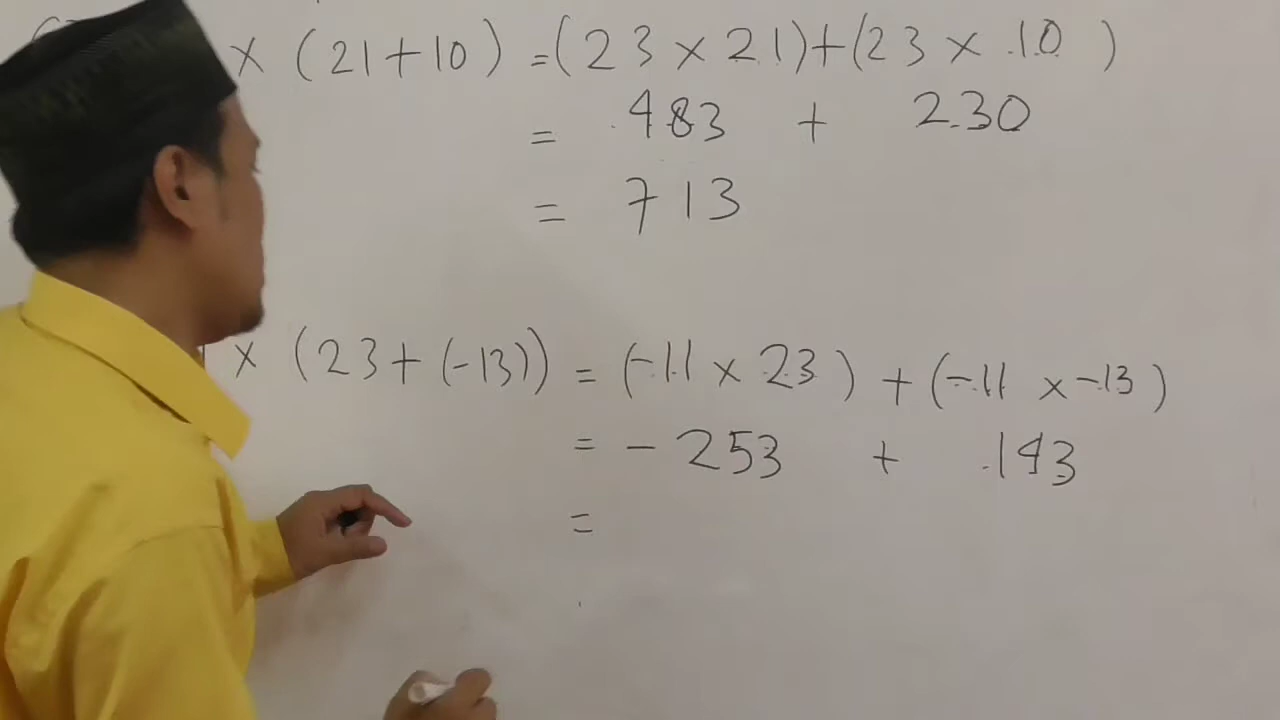 × (21+10) = (23 × 21)+(23 × 10)
= 483 + 230
= 713
× (23+(-13)) = (-11 × 23) + (-11 × -13)
= -253 + 143
=